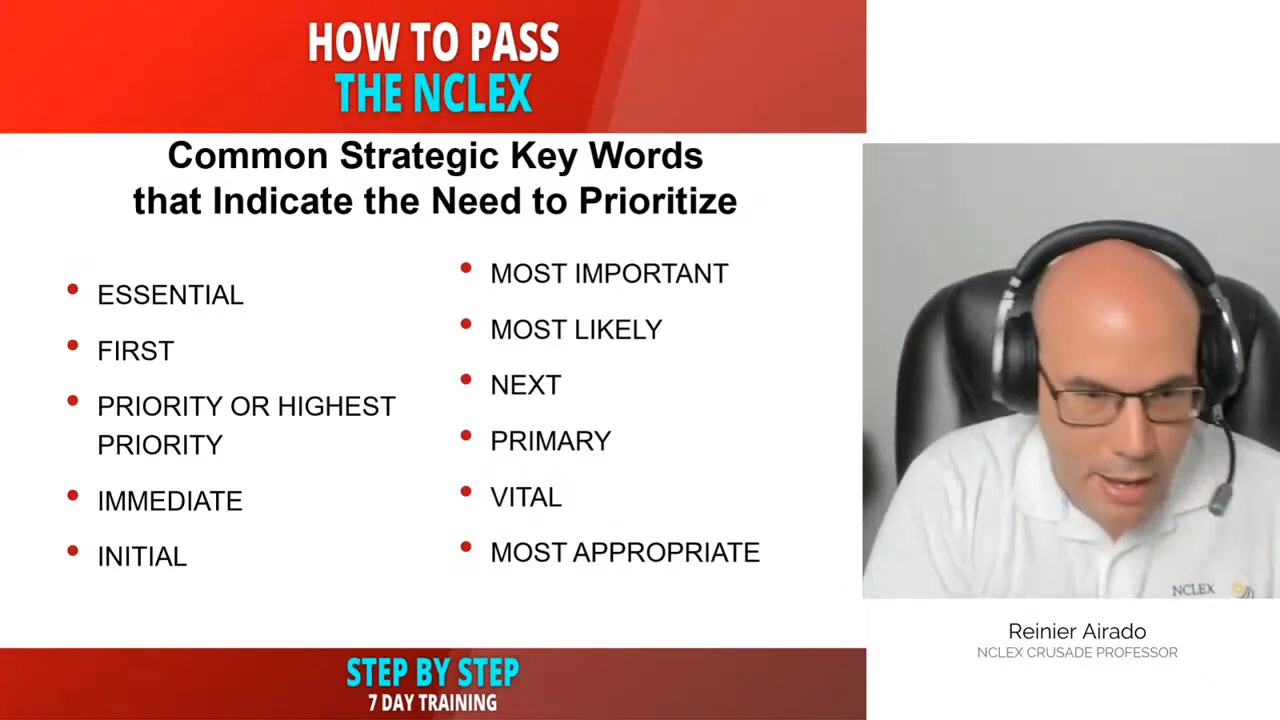 HOW TO PASS
THE NCLEX
Common Strategic Key Words
that Indicate the Need to Prioritize
• ESSENTIAL
• FIRST
• PRIORITY OR HIGHEST
PRIORITY
• IMMEDIATE
• INITIAL
• MOST IMPORTANT
• MOST LIKELY
• NEXT
• PRIMARY
• VITAL
• MOST APPROPRIATE
NCLEX
Reinier Airado
NCLEX CRUSADE PROFESSOR
STEP BY STEP
7 DAY TRAINING